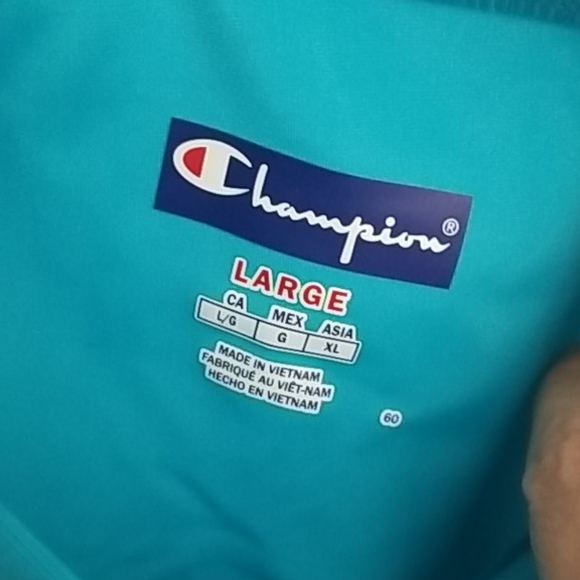 Champion®
LARGE
CA MEX ASIA
L/G G XL
MADE IN VIETNAM
FABRIQUÉ AU VIÊT-NAM
HECHO EN VIETNAM
60